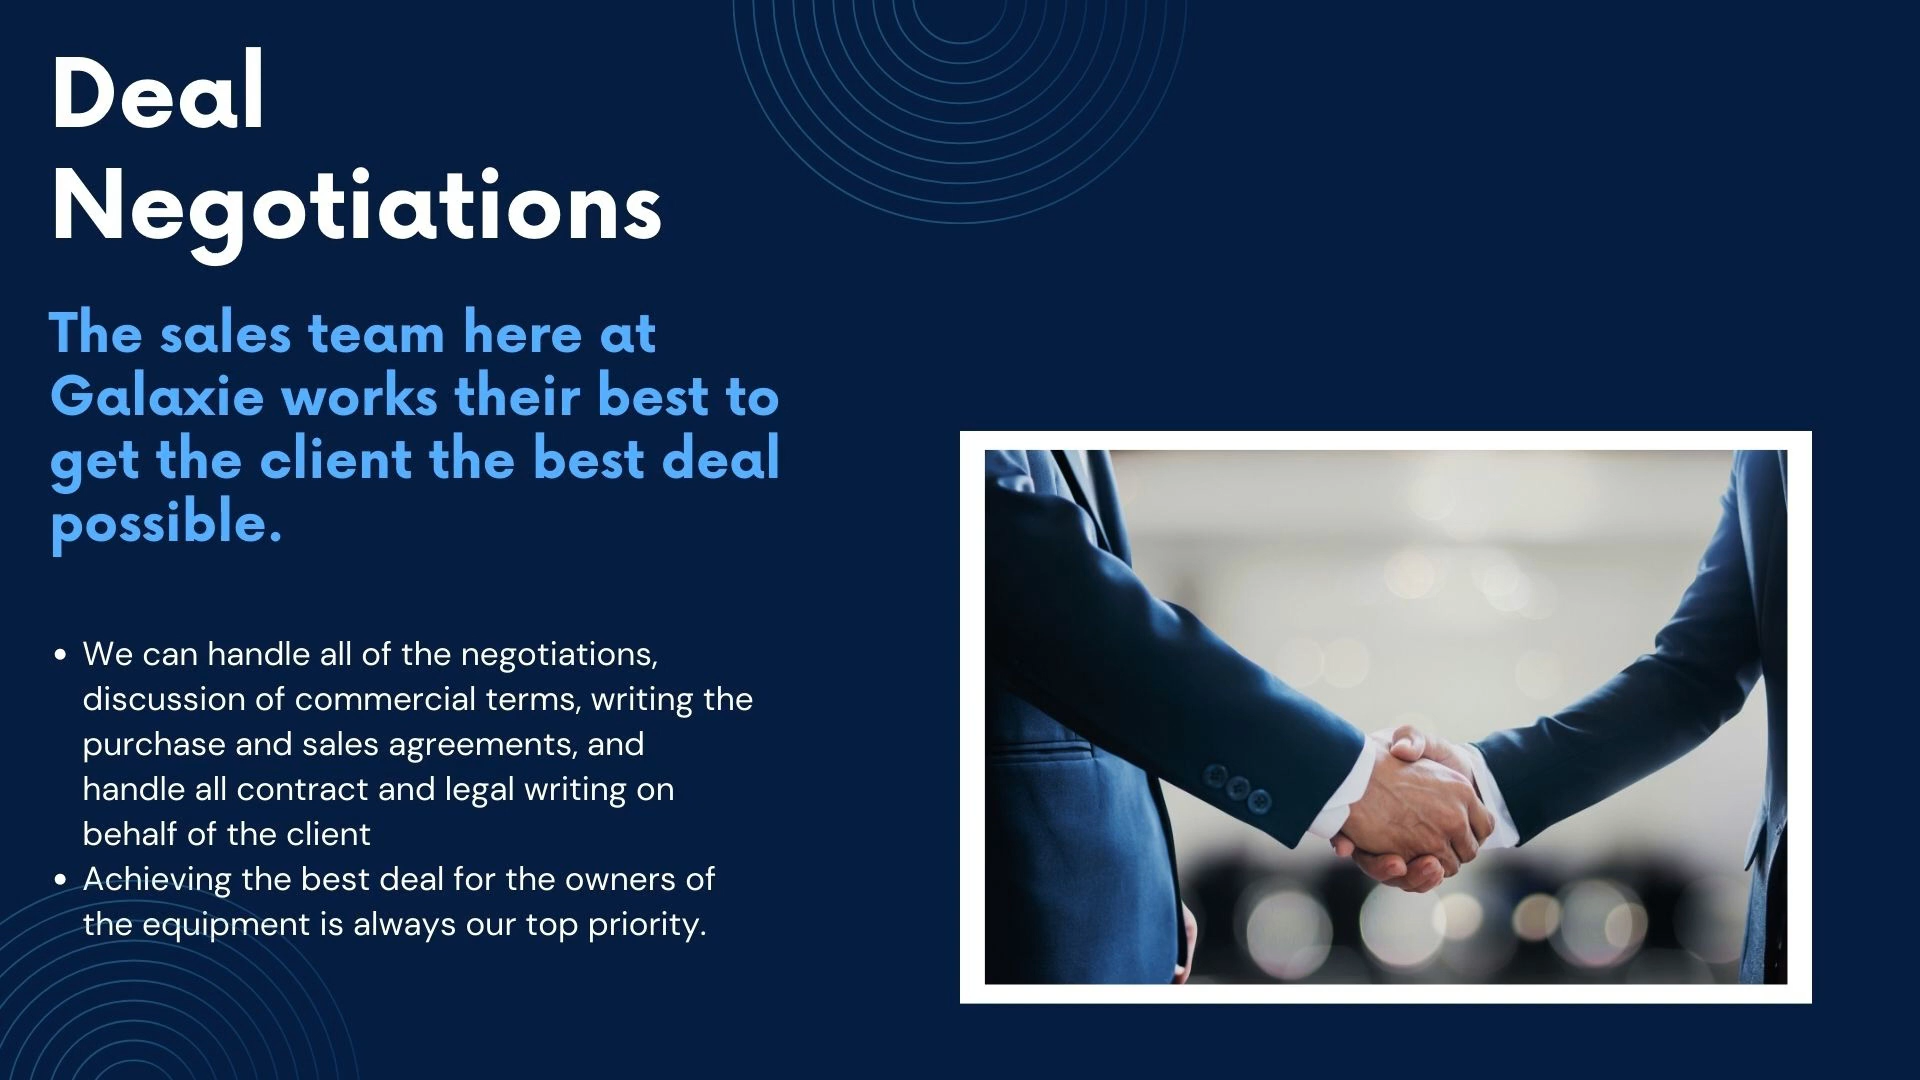 Deal
Negotiations
The sales team here at
Galaxie works their best to
get the client the best deal
possible.
• We can handle all of the negotiations,
discussion of commercial terms, writing the
purchase and sales agreements, and
handle all contract and legal writing on
behalf of the client
• Achieving the best deal for the owners of
the equipment is always our top priority.